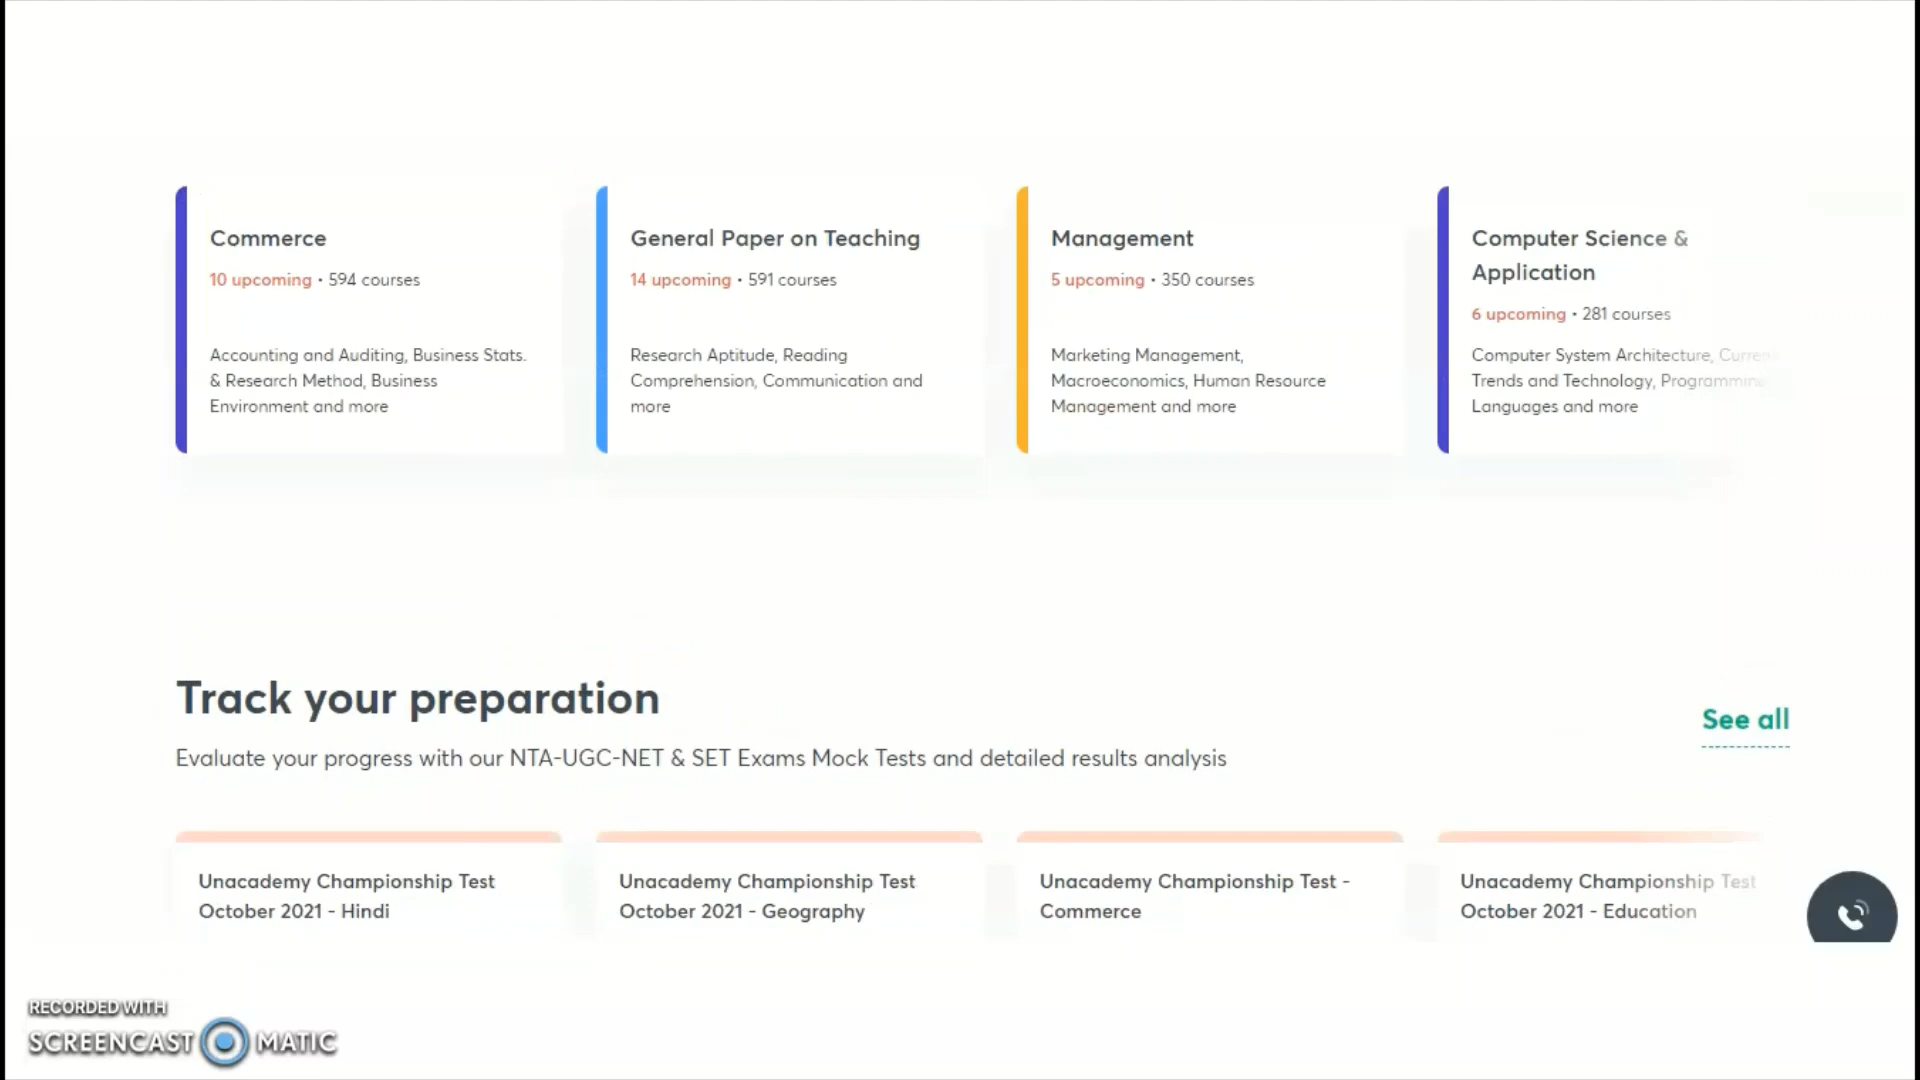 Commerce
10 upcoming • 594 courses
Accounting and Auditing, Business Stats.
& Research Method, Business
Environment and more
General Paper on Teaching
14 upcoming • 591 courses
Research Aptitude, Reading
Comprehension, Communication and
more
Management
5 upcoming • 350 courses
Marketing Management,
Macroeconomics, Human Resource
Management and more
Computer Science &
Application
6 upcoming • 281 courses
Computer System Architecture, Current
Trends and Technology, Programming
Languages and more
Track your preparation
See all
Evaluate your progress with our NTA-UGC-NET & SET Exams Mock Tests and detailed results analysis
Unacademy Championship Test
October 2021 - Hindi
Unacademy Championship Test
October 2021 - Geography
Unacademy Championship Test -
Commerce
Unacademy Championship Test
October 2021 - Education
RECORDED WITH
SCREENCAST MATIC